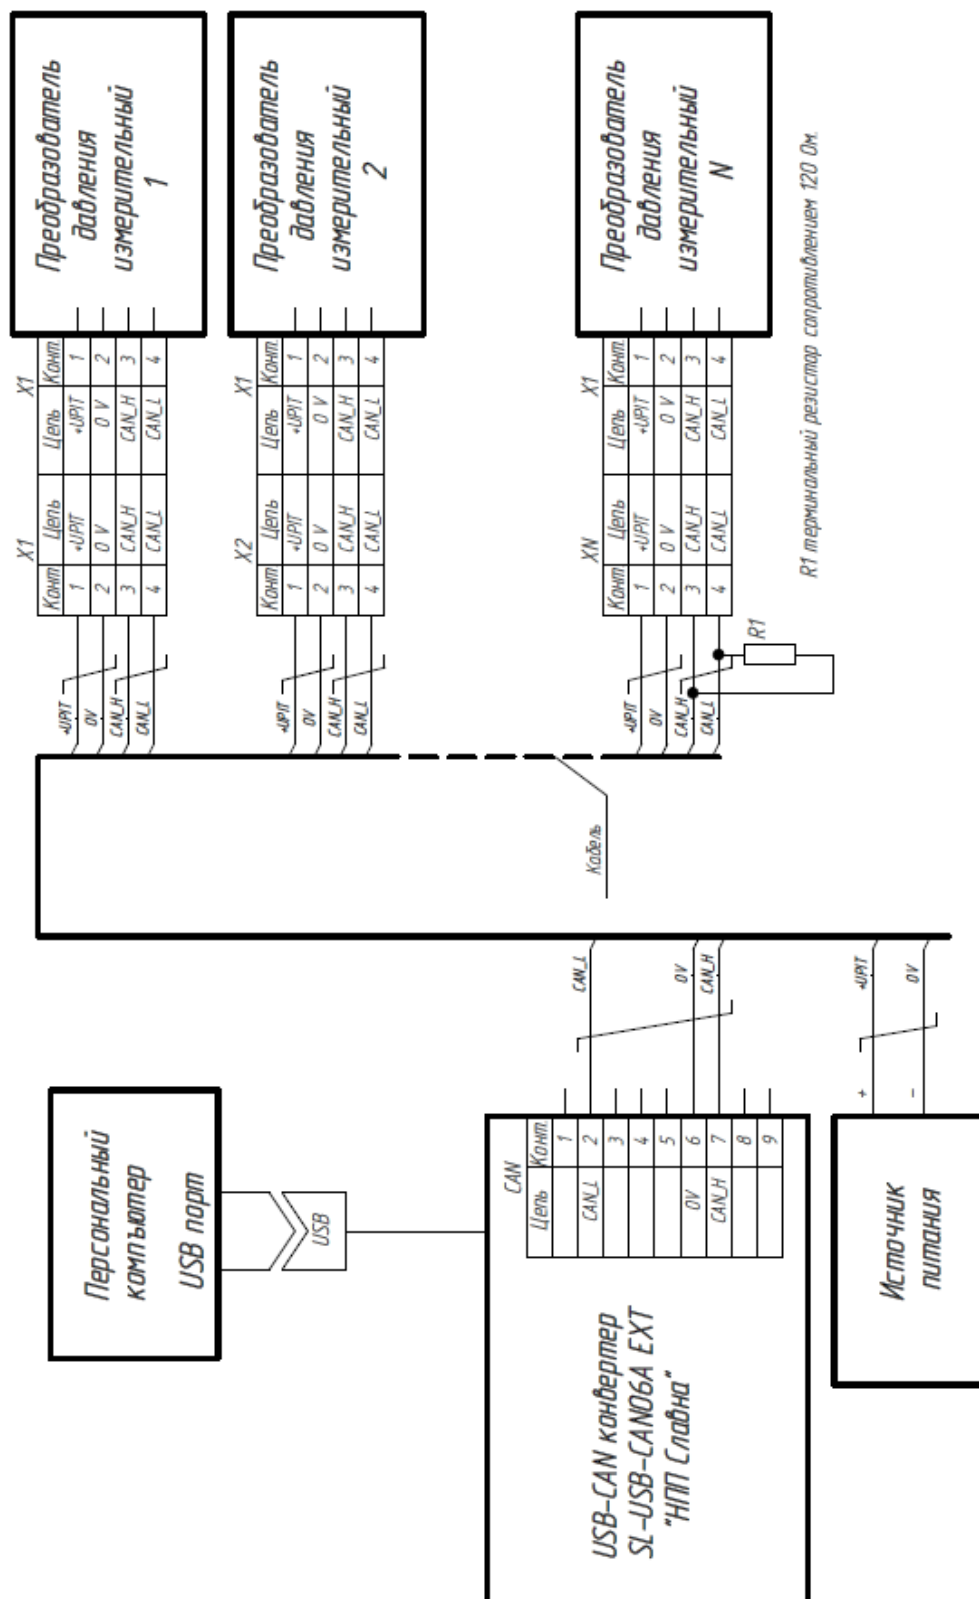 Персональный
компьютер
USB порт
USB
USB-CAN конвертер
SL-USB-CAN06A EXT
"НПП Славна"
CAN
Цепь Конт.
1
CAN_L 2
3
4
5
0V 6
CAN_H 7
8
9
CAN_L
0V
CAN_H
Источник
питания
+
-
+UPIT
0V
Кабель
+UPIT
0V
CAN_H
CAN_L
X1 X1
Конт Цепь Цепь Конт.
1 +UPIT +UPIT 1
2 0 V 0 V 2
3 CAN_H CAN_H 3
4 CAN_L CAN_L 4
Преобразователь
давления
измерительный
1
+UPIT
0V
CAN_H
CAN_L
X2 X1
Конт Цепь Цепь Конт.
1 +UPIT +UPIT 1
2 0 V 0 V 2
3 CAN_H CAN_H 3
4 CAN_L CAN_L 4
Преобразователь
давления
измерительный
2
+UPIT
0V
CAN_H
CAN_L
XN X1
Конт Цепь Цепь Конт.
1 +UPIT +UPIT 1
2 0 V 0 V 2
3 CAN_H CAN_H 3
4 CAN_L CAN_L 4
Преобразователь
давления
измерительный
N
R1
R1 терминальный резистор сопротивлением 120 Ом.